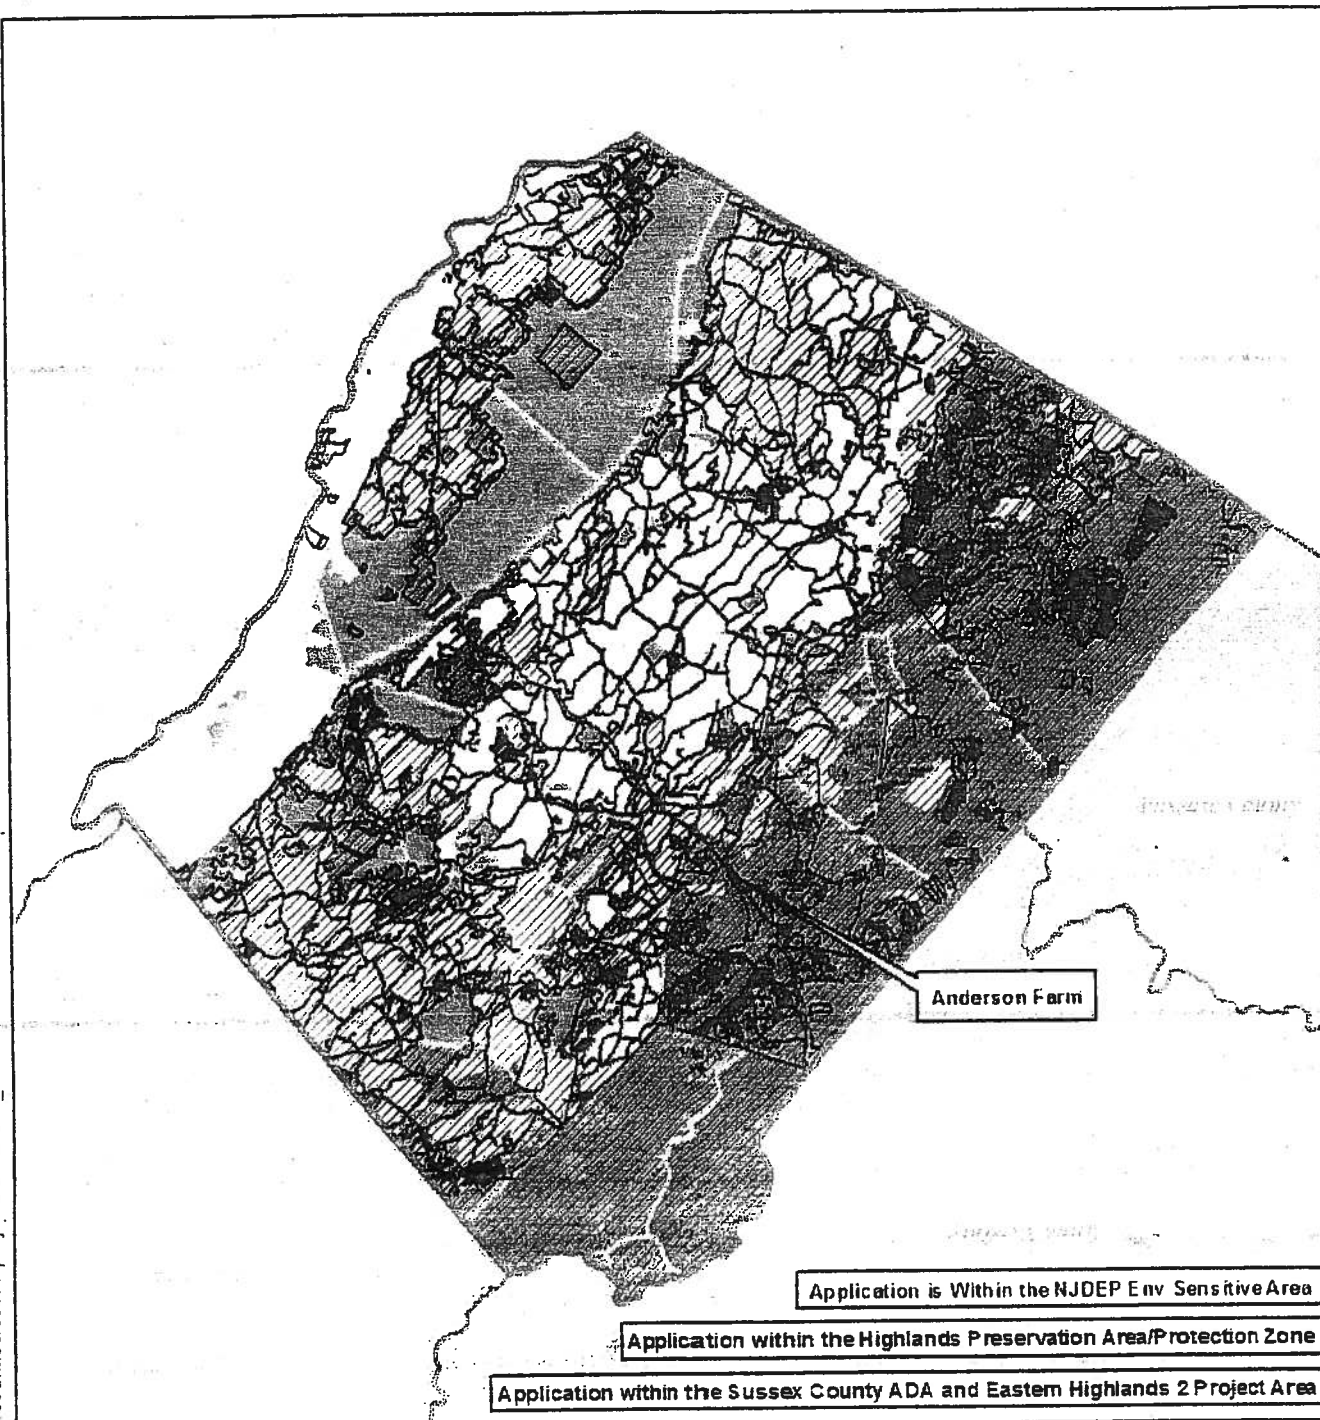 Anderson Farm
Application is Within the NJDEP Env Sensitive Area
Application within the Highlands Preservation Area/Protection Zone
Application within the Sussex County ADA and Eastern Highlands 2 Project Area